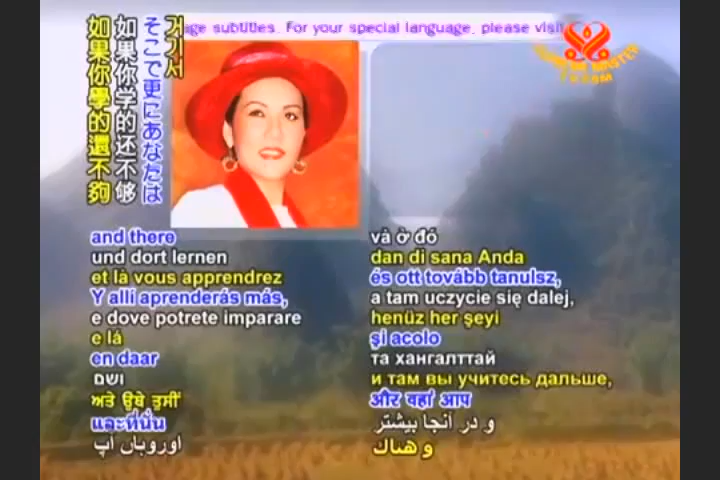 age subtitles. For your special language, please visit
거기서
そこで更にあなたは
如果你学的还不够
如果你學的還不夠
and there
und dort lernen
et là vous apprendrez
Y allí aprenderás más,
e dove potrete imparare
e lá
en daar
ושם
ਅਤੇ ਉਥੇ ਤੁਸੀਂ
และที่นั่น
اوروہاں آپ
và ở đó
dan di sana Anda
és ott tovább tanulsz,
a tam uczycie się dalej,
henüz her şeyi
şi acolo
та хангалттай
и там вы учитесь дальше,
और वहाँ आप
و در آنجا بیشتر
و هناك